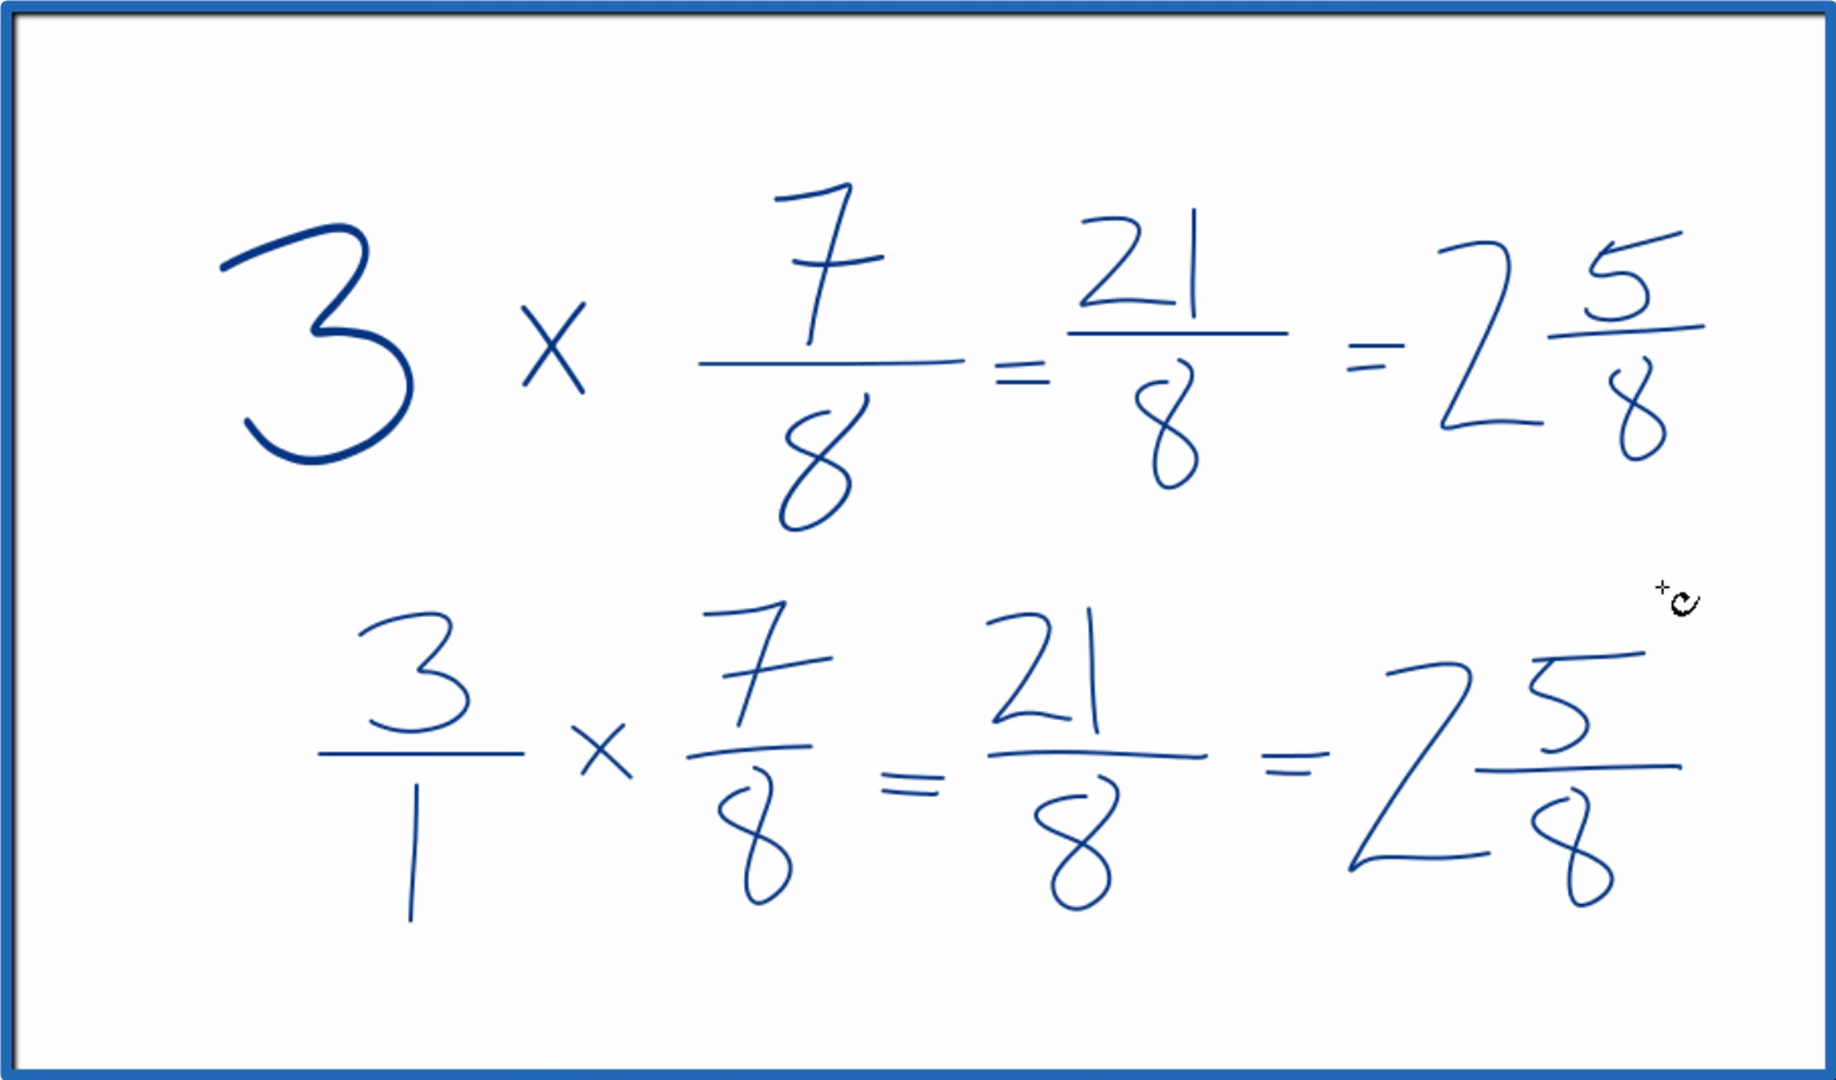 3 × 7/8 = 21/8 = 2 5/8
3/1 × 7/8 = 21/8 = 2 5/8